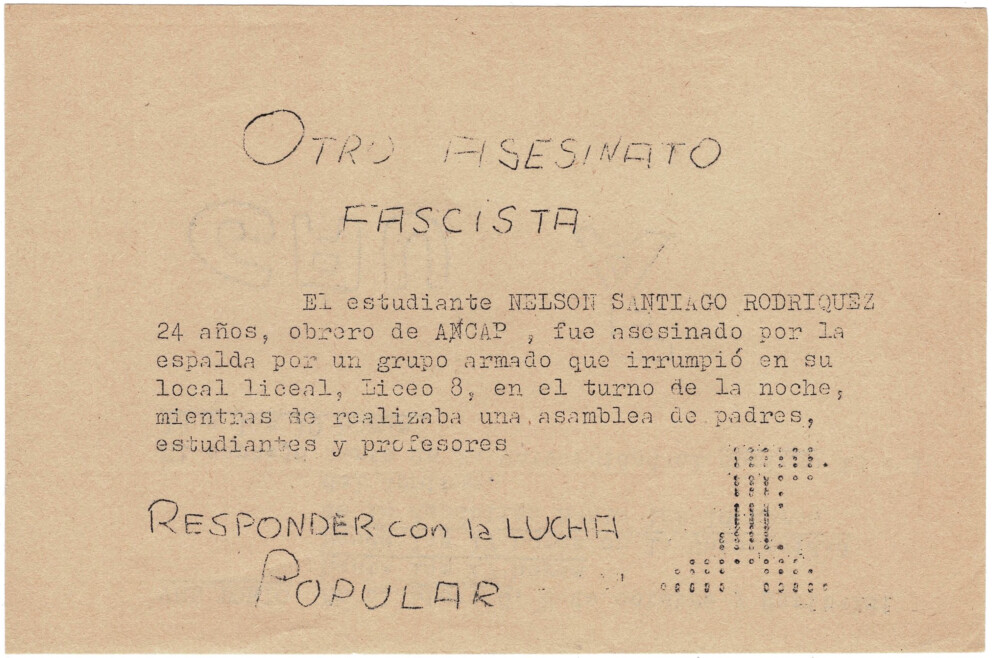 OTRO ASESINATO
FASCISTA
El estudiante NELSON SANTIAGO RODRIQUEZ
24 años, obrero de ANCAP , fue asesinado por la
espalda por un grupo armado que irrumpió en su
local liceal, Liceo 8, en el turno de la noche,
mientras se realizaba una asamblea de padres,
estudiantes y profesores
RESPONDER con la LUCHA
POPULAR